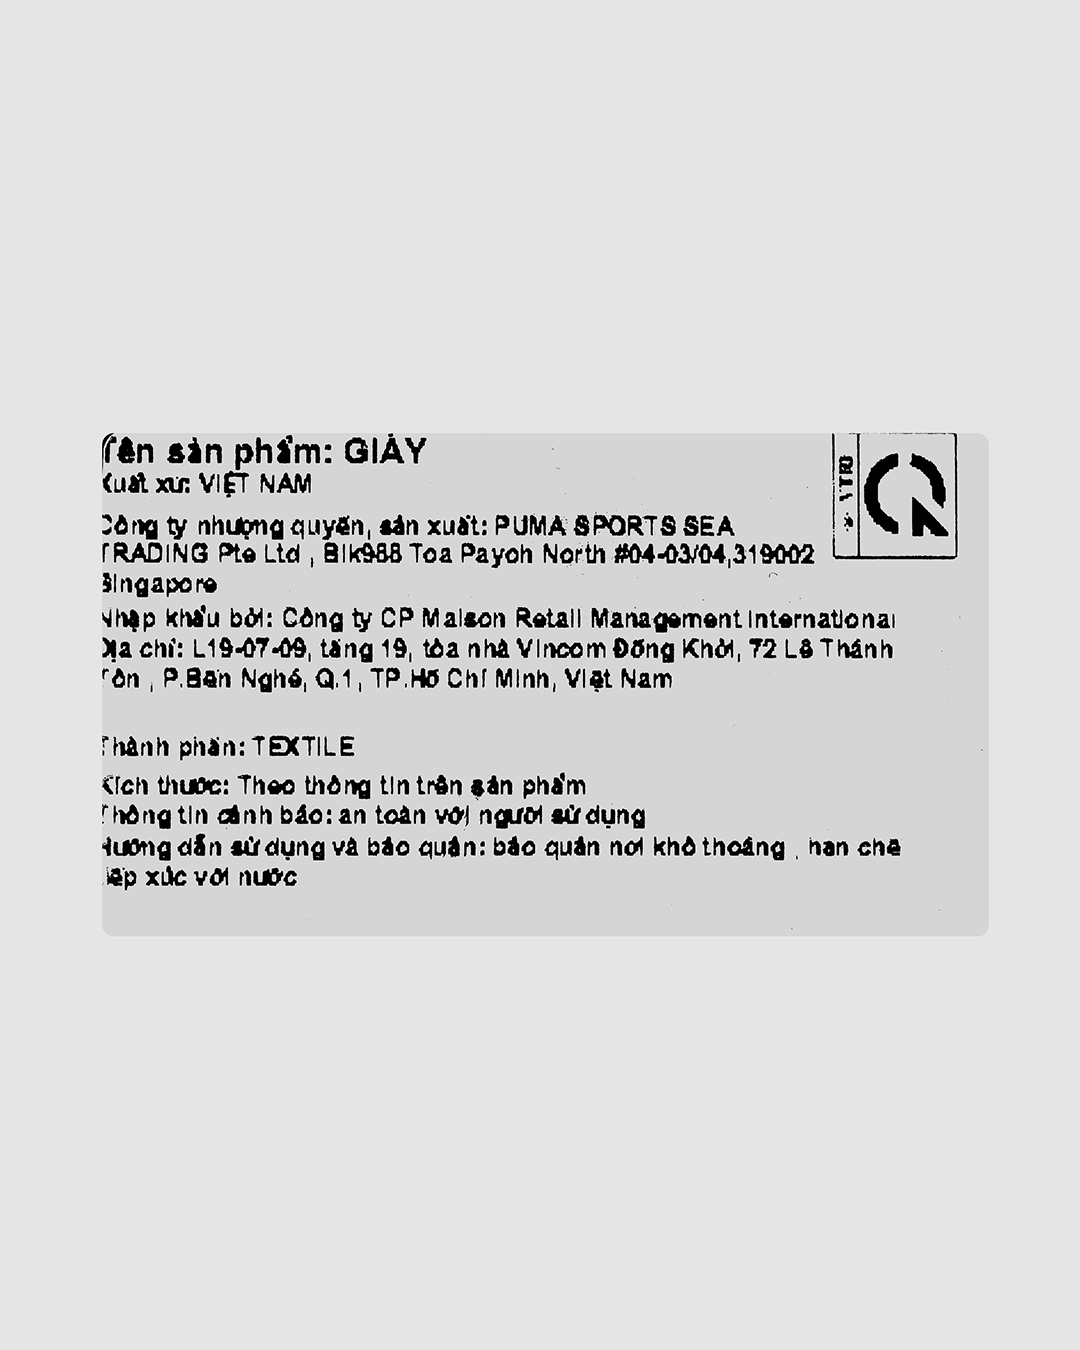 Tên sản phẩm: GIÀY
Xuất xứ: VIỆT NAM
Công ty nhượng quyền, sản xuất: PUMA SPORTS SEA
TRADING Pte Ltd , Blk988 Toa Payoh North #04-03/04,319002
Singapore
Nhập khẩu bởi: Công ty CP Maison Retail Management International
Địa chỉ: L19-07-09, tầng 19, tòa nhà Vincom Đồng Khởi, 72 Lê Thánh
Tôn , P.Bến Nghé, Q.1, TP.Hồ Chí Minh, Việt Nam
Thành phần: TEXTILE
Kích thước: Theo thông tin trên sản phẩm
Thông tin cảnh báo: an toàn với người sử dụng
Hướng dẫn sử dụng và bảo quản: bảo quản nơi khô thoáng , hạn chế
tiếp xúc với nước